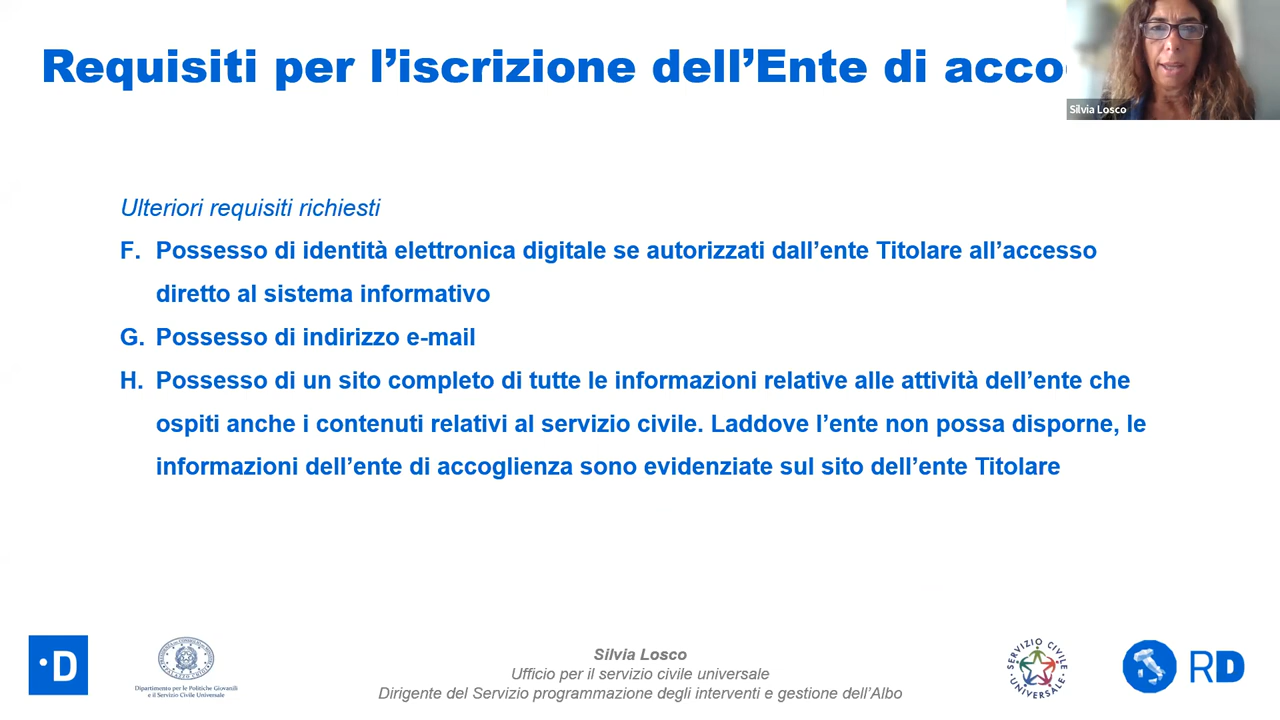 Requisiti per l’iscrizione dell’Ente di
Silvia Losco
Ulteriori requisiti richiesti
F. Possesso di identità elettronica digitale se autorizzati dall’ente Titolare all’accesso
diretto al sistema informativo
G. Possesso di indirizzo e-mail
H. Possesso di un sito completo di tutte le informazioni relative alle attività dell’ente che
ospiti anche i contenuti relativi al servizio civile. Laddove l’ente non possa disporne, le
informazioni dell’ente di accoglienza sono evidenziate sul sito dell’ente Titolare
·D
Dipartimento per le Politiche Giovanili
e il Servizio Civile Universale
Silvia Losco
Ufficio per il servizio civile universale
Dirigente del Servizio programmazione degli interventi e gestione dell’Albo
SERVIZIO CIVILE
UNIVERSALE
RD